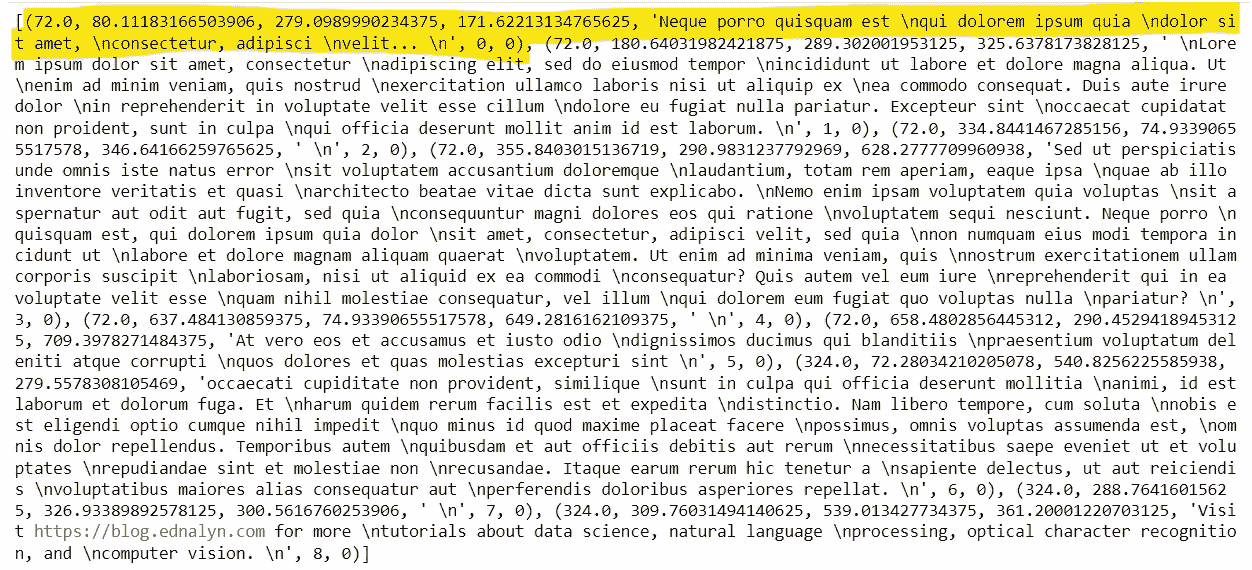 [(72.0, 80.11183166503906, 279.0989990234375, 171.62213134765625, 'Neque porro quisquam est \nqui dolorem ipsum quia \ndolor si
t amet, \nconsectetur, adipisci \nvelit... \n', 0, 0), (72.0, 180.64031982421875, 289.302001953125, 325.6378173828125, ' \nLore
m ipsum dolor sit amet, consectetur \nadipiscing elit, sed do eiusmod tempor \nincididunt ut labore et dolore magna aliqua. Ut
\nenim ad minim veniam, quis nostrud \nexercitation ullamco laboris nisi ut aliquip ex \nea commodo consequat. Duis aute irure
dolor \nin reprehenderit in voluptate velit esse cillum \ndolore eu fugiat nulla pariatur. Excepteur sint \noccaecat cupidatat
non proident, sunt in culpa \nqui officia deserunt mollit anim id est laborum. \n', 1, 0), (72.0, 334.8441467285156, 74.9339065
5517578, 346.64166259765625, ' \n', 2, 0), (72.0, 355.8403015136719, 290.9831237792969, 628.2777709960938, 'Sed ut perspiciatis
unde omnis iste natus error \nsit voluptatem accusantium doloremque \nlaudantium, totam rem aperiam, eaque ipsa \nquae ab illo
inventore veritatis et quasi \narchitecto beatae vitae dicta sunt explicabo. \nNemo enim ipsam voluptatem quia voluptas \nsit a
spernatur aut odit aut fugit, sed quia \nconsequuntur magni dolores eos qui ratione \nvoluptatem sequi nesciunt. Neque porro \n
quisquam est, qui dolorem ipsum quia dolor \nsit amet, consectetur, adipisci velit, sed quia \nnon numquam eius modi tempora in
cidunt ut \nlabore et dolore magnam aliquam quaerat \nvoluptatem. Ut enim ad minima veniam, quis \nnostrum exercitationem ullam
corporis suscipit \nlaboriosam, nisi ut aliquid ex ea commodi \nconsequatur? Quis autem vel eum iure \nreprehenderit qui in ea
voluptate velit esse \nquam nihil molestiae consequatur, vel illum \nqui dolorem eum fugiat quo voluptas nulla \npariatur? \n',
3, 0), (72.0, 637.484130859375, 74.93390655517578, 649.2816162109375, ' \n', 4, 0), (72.0, 658.4802856445312, 290.4529418945312
5, 709.3978271484375, 'At vero eos et accusamus et iusto odio \ndignissimos ducimus qui blanditiis \npraesentium voluptatum del
eniti atque corrupti \nquos dolores et quas molestias excepturi sint \n', 5, 0), (324.0, 72.28034210205078, 540.8256225585938,
279.5578308105469, 'occaecati cupiditate non provident, similique \nsunt in culpa qui officia deserunt mollitia \nanimi, id est
laborum et dolorum fuga. Et \nharum quidem rerum facilis est et expedita \ndistinctio. Nam libero tempore, cum soluta \nnobis e
st eligendi optio cumque nihil impedit \nquo minus id quod maxime placeat facere \npossimus, omnis voluptas assumenda est, \nom
nis dolor repellendus. Temporibus autem \nquibusdam et aut officiis debitis aut rerum \nnecessitatibus saepe eveniet ut et volu
ptates \nrepudiandae sint et molestiae non \nrecusandae. Itaque earum rerum hic tenetur a \nsapiente delectus, ut aut reiciendi
s \nvoluptatibus maiores alias consequatur aut \nperferendis doloribus asperiores repellat. \n', 6, 0), (324.0, 288.7641601562
5, 326.93389892578125, 300.5616760253906, ' \n', 7, 0), (324.0, 309.76031494140625, 539.013427734375, 361.20001220703125, 'Visi
t https://blog.ednalyn.com for more \ntutorials about data science, natural language \nprocessing, optical character recognitio
n, and \ncomputer vision. \n', 8, 0)]